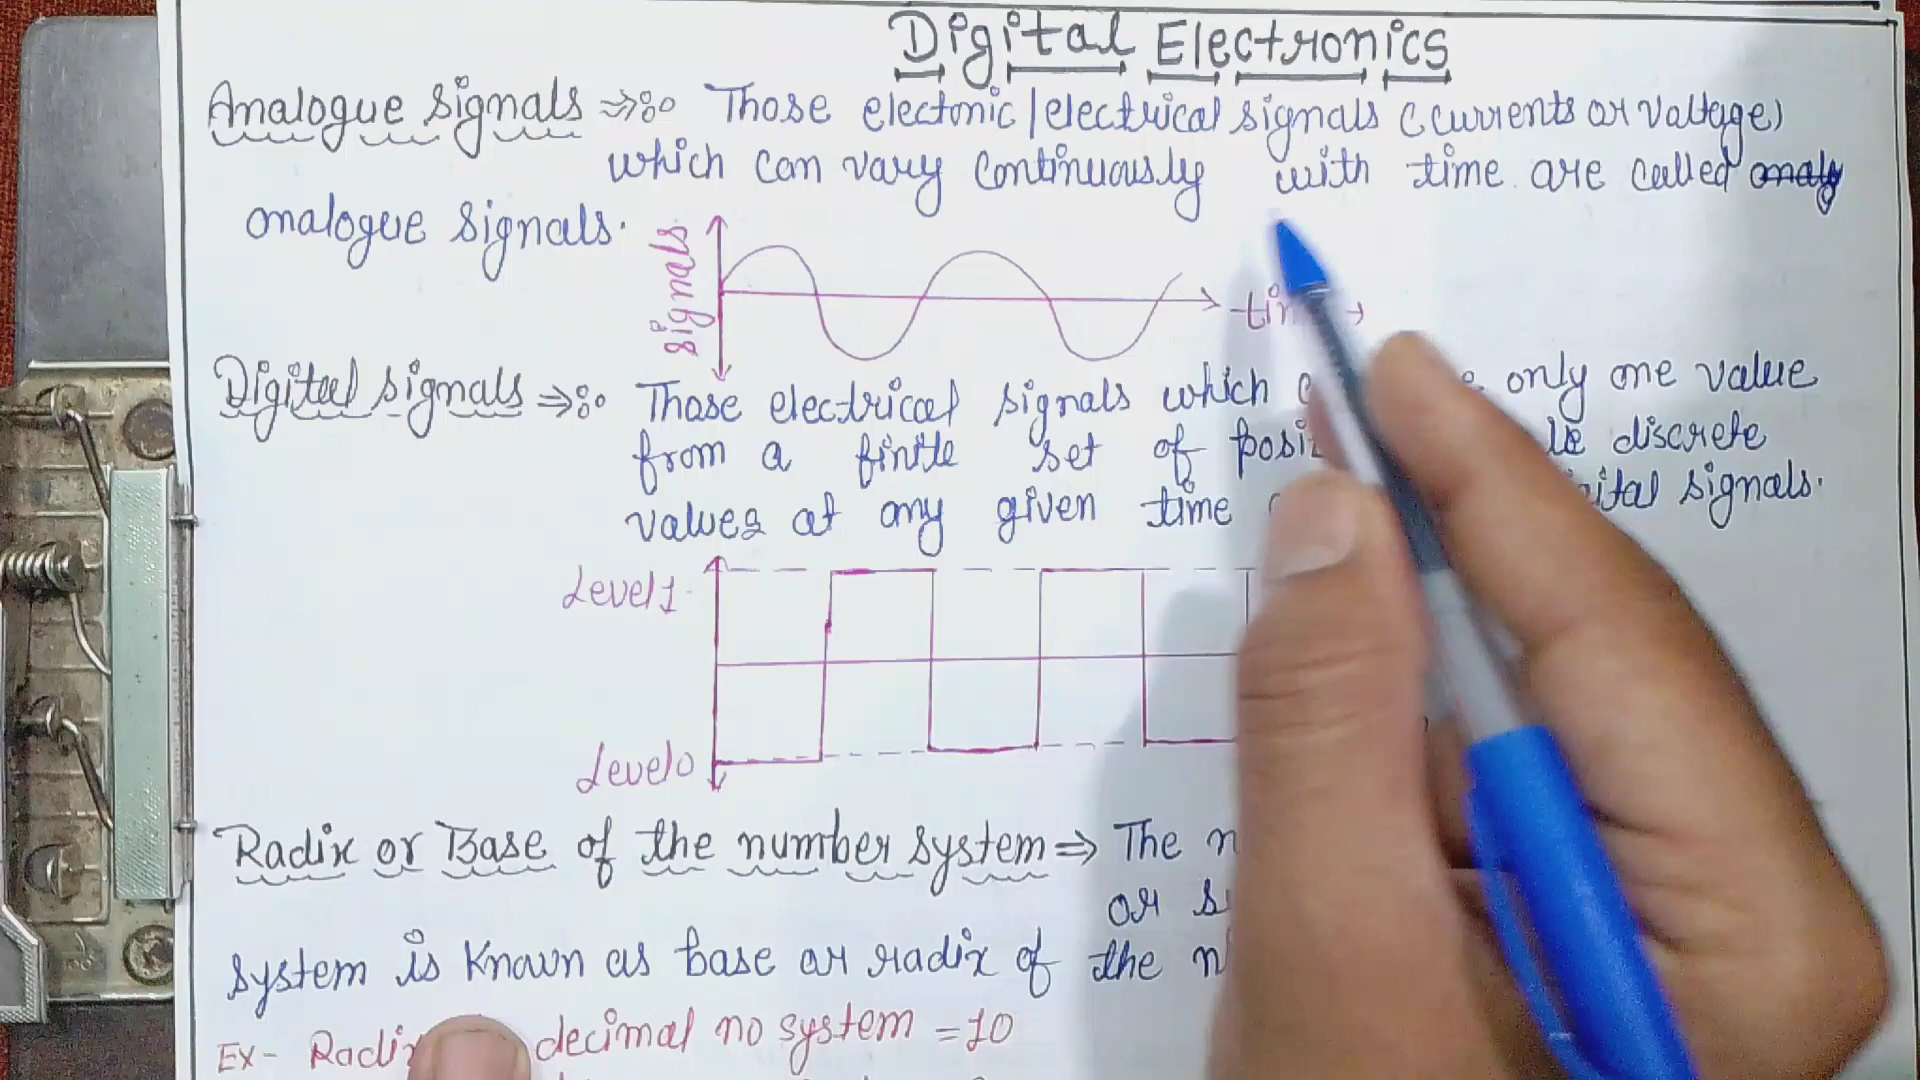 Digital Electronics
Analogue signals ⇒:o Those electonic/electrical signals (currents or voltage)
which can vary continuously with time are called
analogue signals.
signals
time →
Digital signals ⇒:o Those electrical signals which only one value
from a finite set of discrete
values at any given time signals.
Level 1
Level 0
Radix or Base of the number system ⇒ The
or
system is known as base or radix of the
Ex- Radix decimal no system = 10